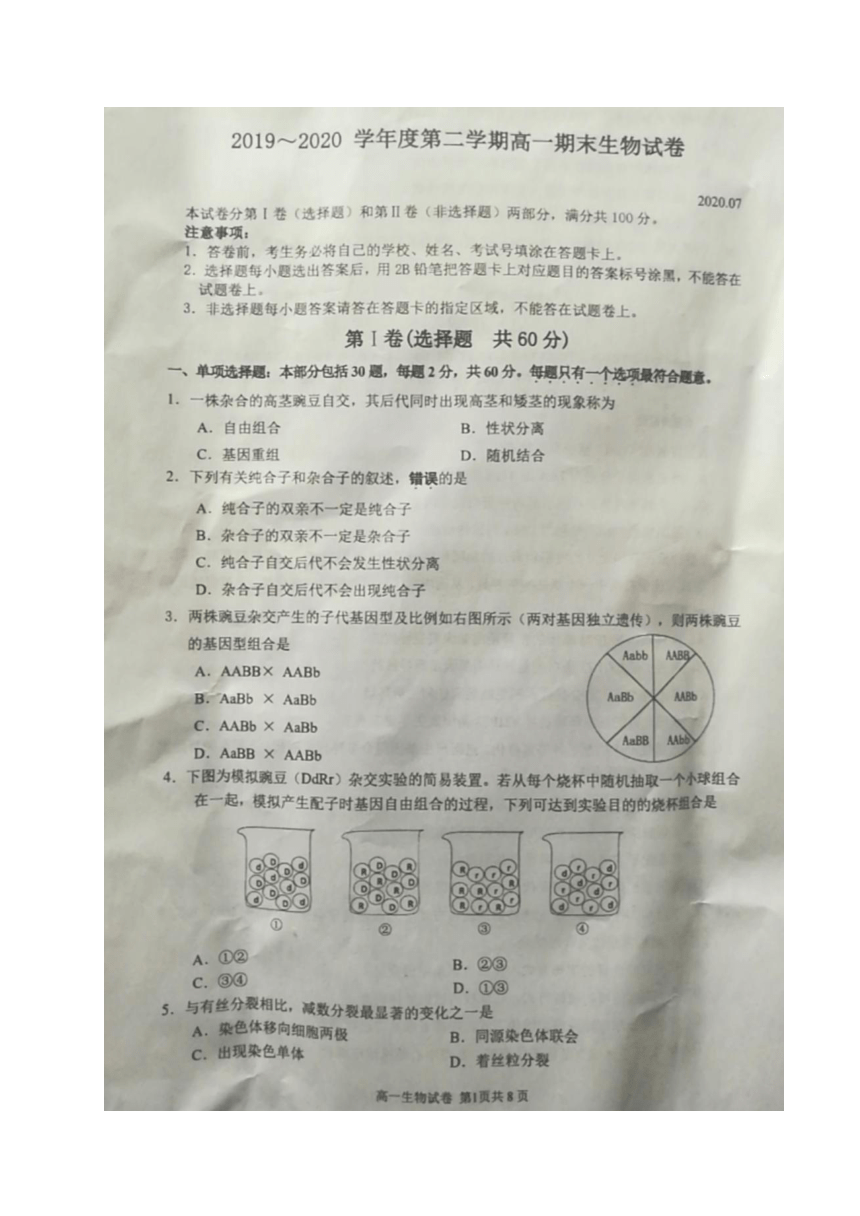 2019～2020 学年度第二学期高一期末生物试卷
2020.07
本试卷分第Ⅰ卷（选择题）和第Ⅱ卷（非选择题）两部分，满分共 100 分。
注意事项：
1．答卷前，考生务必将自己的学校、姓名、考试号填涂在答题卡上。
2．选择题每小题选出答案后，用 2B 铅笔把答题卡上对应题目的答案标号涂黑，不能答在
试题卷上。
3．非选择题每小题答案请答在答题卡的指定区域，不能答在试题卷上。
第Ⅰ卷(选择题 共 60 分)
一、单项选择题：本部分包括 30 题，每题 2 分，共 60 分。每题只有一个选项最符合题意。
1．一株杂合的高茎豌豆自交，其后代同时出现高茎和矮茎的现象称为
A．自由组合 B．性状分离
C．基因重组 D．随机结合
2．下列有关纯合子和杂合子的叙述，错误的是
A．纯合子的双亲不一定是纯合子
B．杂合子的双亲不一定是杂合子
C．纯合子自交后代不会发生性状分离
D．杂合子自交后代不会出现纯合子
3．两株豌豆杂交产生的子代基因型及比例如右图所示（两对基因独立遗传），则两株豌豆
的基因型组合是
A．AABB× AABb
B．AaBb × AaBb
C．AABb × AaBb
D．AaBB × AABb
Aabb AABB
AaBb AABb
AaBB AAbb
4．下图为模拟豌豆（DdRr）杂交实验的简易装置。若从每个烧杯中随机抽取一个小球组合
在一起，模拟产生配子时基因自由组合的过程，下列可达到实验目的的烧杯组合是
① ② ③ ④
A．①② B．②③
C．③④ D．①③
5．与有丝分裂相比，减数分裂最显著的变化之一是
A．染色体移向细胞两极 B．同源染色体联会
C．出现染色单体 D．着丝粒分裂
高一生物试卷 第1页共 8 页